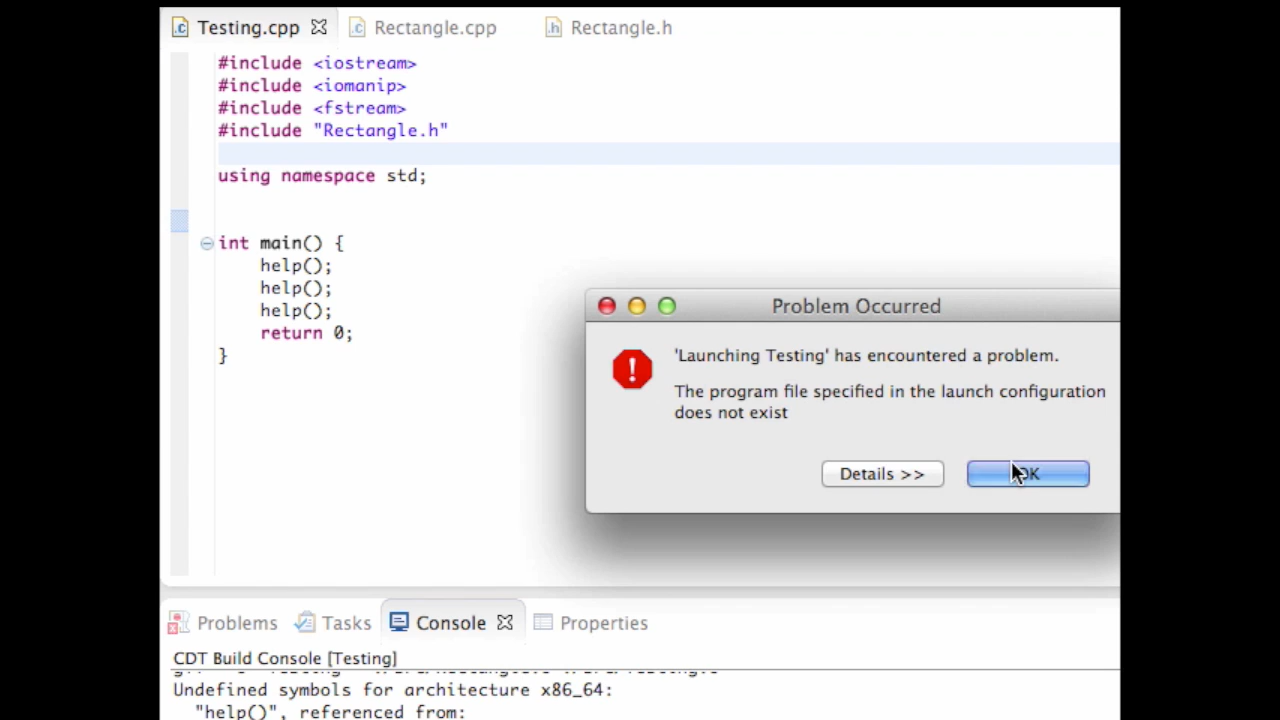 Testing.cpp Rectangle.cpp Rectangle.h
#include <iostream>
#include <iomanip>
#include <fstream>
#include "Rectangle.h"
using namespace std;
int main() {
help();
help();
help();
return 0;
}
Problem Occurred
'Launching Testing' has encountered a problem.
The program file specified in the launch configuration
does not exist
Details >> OK
Problems Tasks Console Properties
CDT Build Console [Testing]
Undefined symbols for architecture x86_64:
"help()", referenced from: